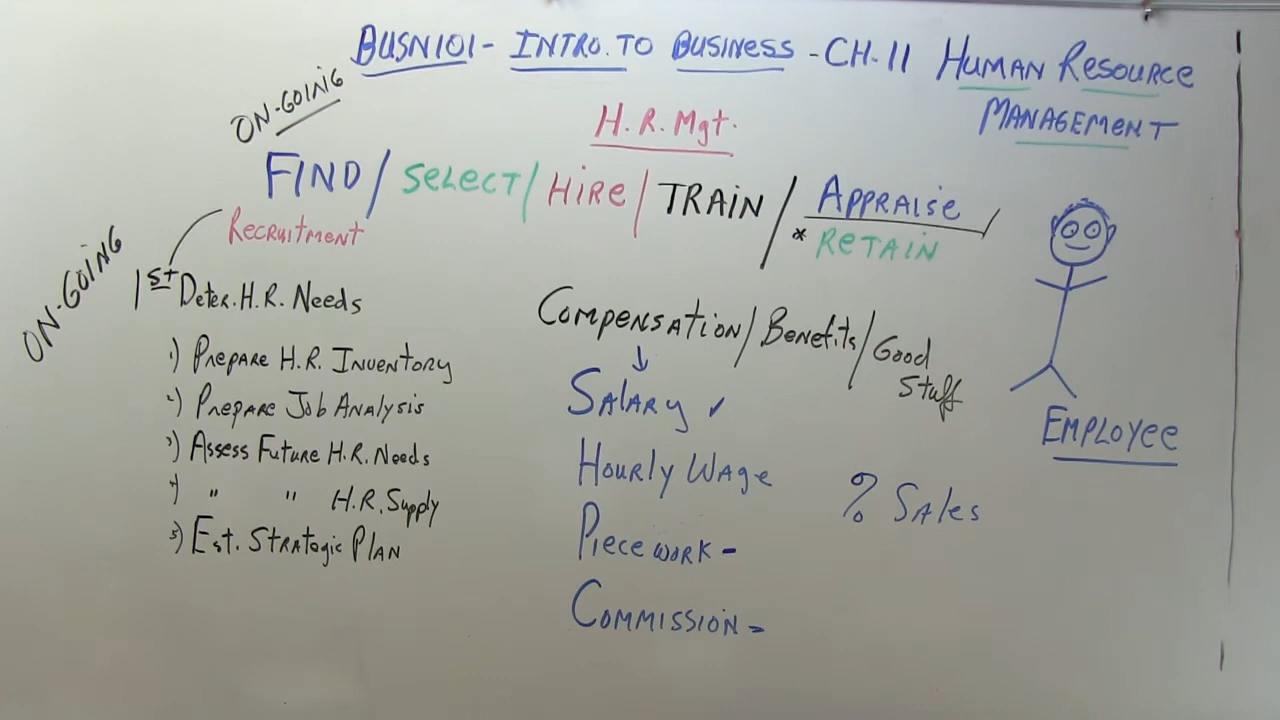 BUSN101 - INTRO. TO BUSINESS - CH. 11 HUMAN RESOURCE
MANAGEMENT
ON-GOING
H.R. Mgt.
FIND / SELECT / HIRE / TRAIN / APPRAISE /
* RETAIN
RECRUITMENT
ON-GOING
1ST DETER. H.R. NEEDS
1) PREPARE H.R. INVENTORY
2) PREPARE JOB ANALYSIS
3) ASSESS FUTURE H.R. NEEDS
4) " " H.R. SUPPLY
5) EST. STRATEGIC PLAN
COMPENSATION / BENEFITS / GOOD
STUFF
SALARY ✓
HOURLY WAGE
PIECE WORK -
COMMISSION =
% SALES
EMPLOYEE